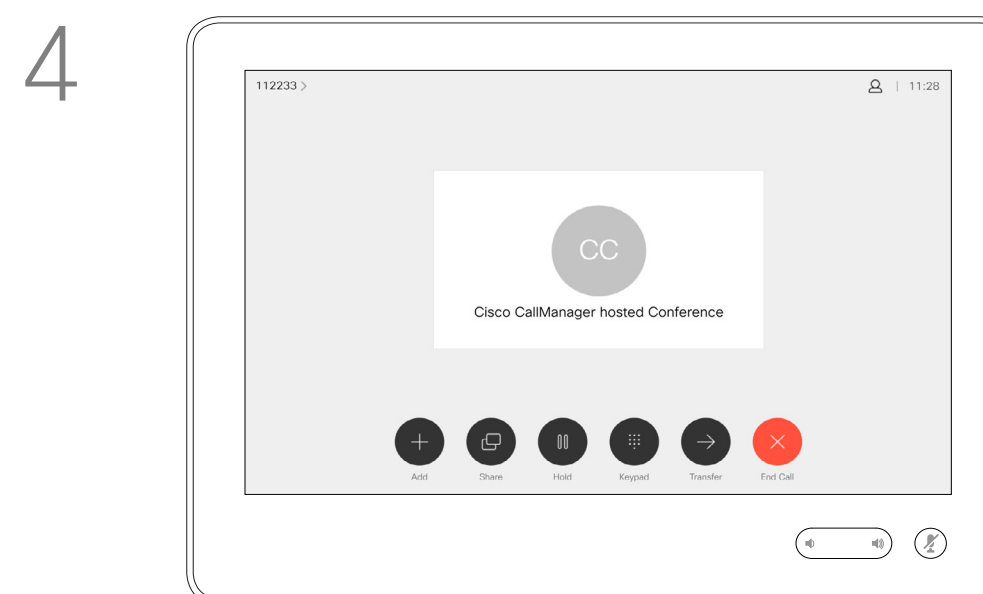 4
112233 >
| 11:28
CC
Cisco CallManager hosted Conference
Add Share Hold Keypad Transfer End Call